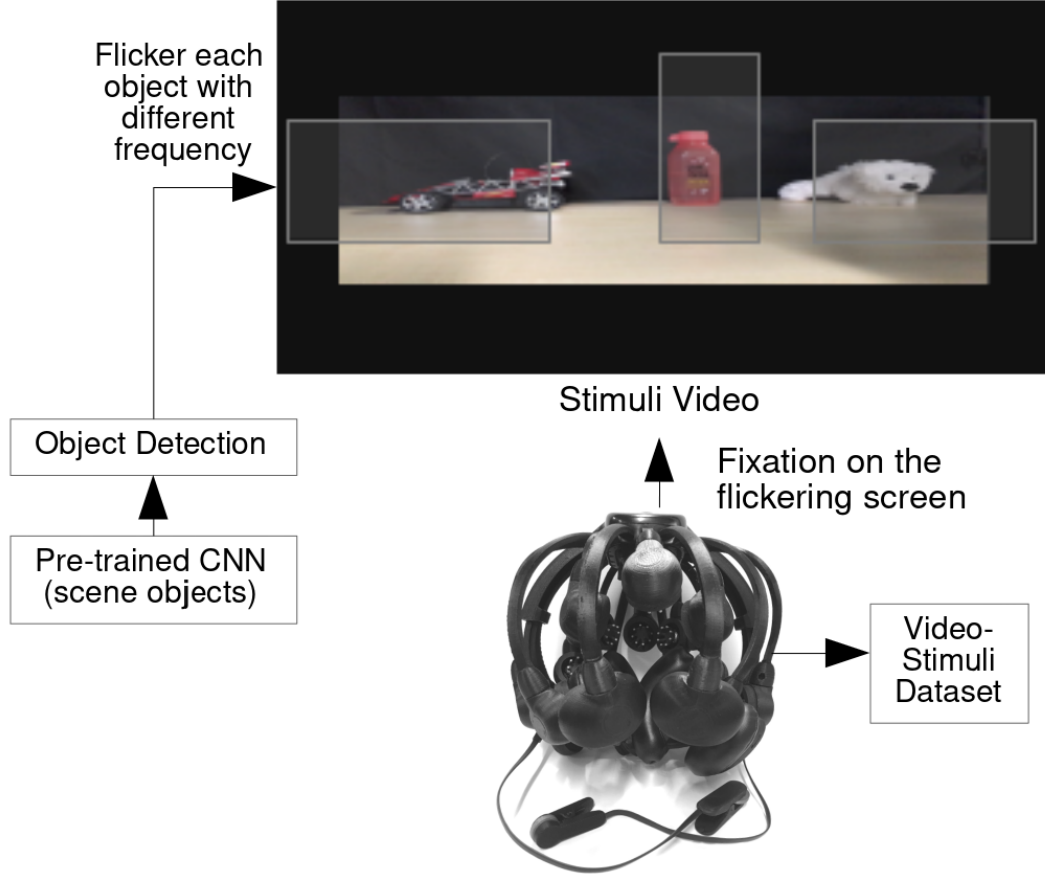 Flicker each
object with
different
frequency
Stimuli Video
Object Detection
Fixation on the
flickering screen
Pre-trained CNN
(scene objects)
Video-
Stimuli
Dataset